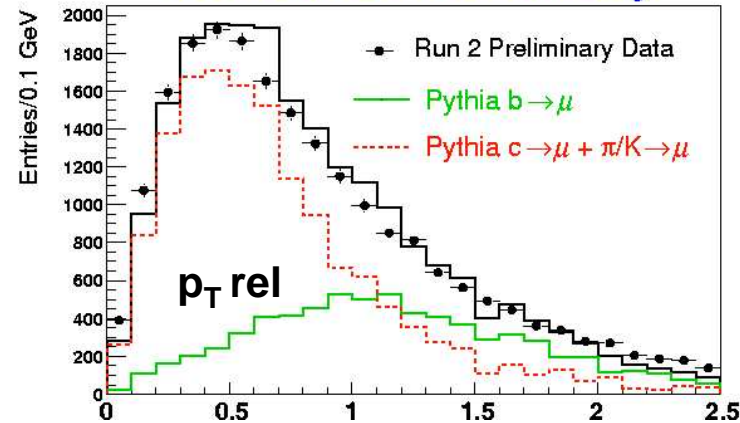 Entries/0.1 GeV
2000
1800
1600
1400
1200
1000
800
600
400
200
0
Run 2 Preliminary Data
Pythia b→μ
Pythia c→μ + π/K→μ
pT rel
0 0.5 1 1.5 2 2.5